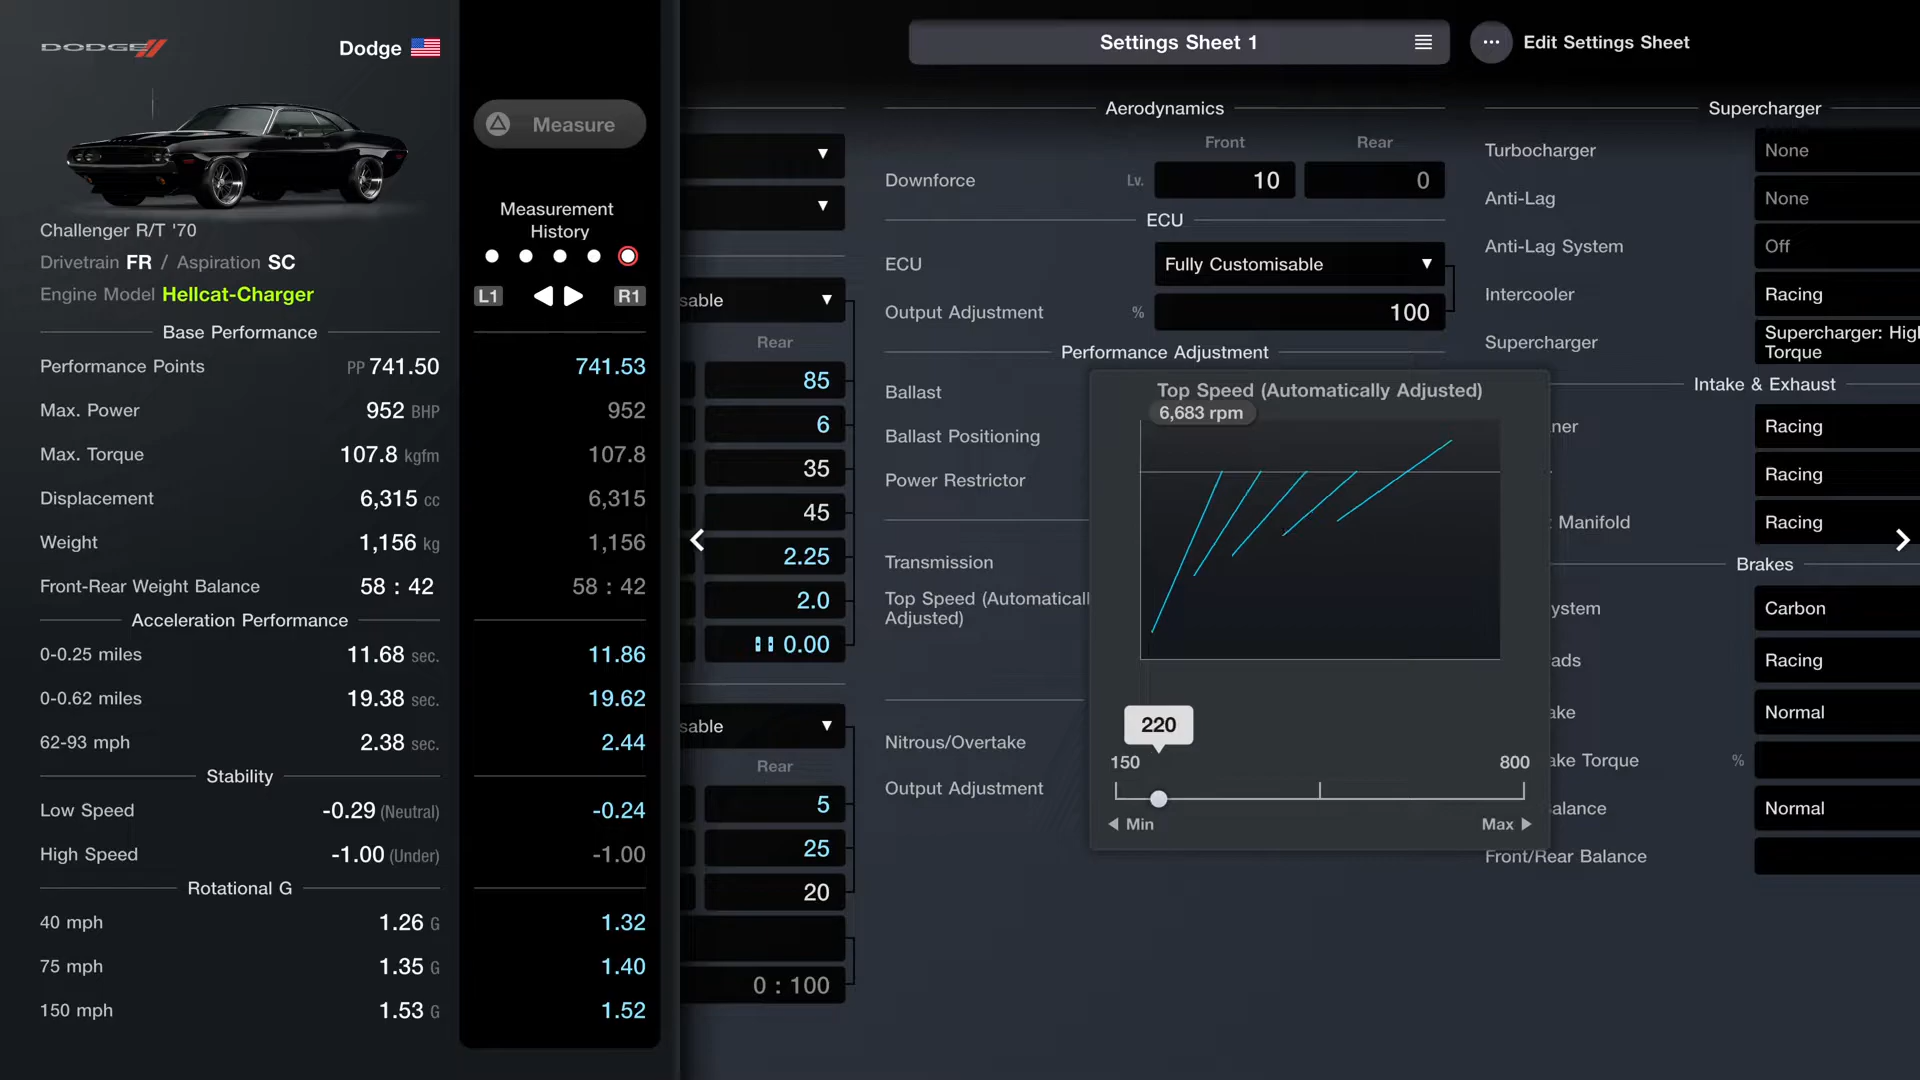 DODGE
Dodge
Challenger R/T '70
Drivetrain FR / Aspiration SC
Engine Model Hellcat-Charger
Base Performance
Performance Points PP 741.50
Max. Power 952 BHP
Max. Torque 107.8 kgfm
Displacement 6,315 cc
Weight 1,156 kg
Front-Rear Weight Balance 58 : 42
Acceleration Performance
0-0.25 miles 11.68 sec.
0-0.62 miles 19.38 sec.
62-93 mph 2.38 sec.
Stability
Low Speed -0.29 (Neutral)
High Speed -1.00 (Under)
Rotational G
40 mph 1.26 G
75 mph 1.35 G
150 mph 1.53 G
Measure
Measurement
History
L1 R1
741.53
952
107.8
6,315
1,156
58 : 42
11.86
19.62
2.44
-0.24
-1.00
1.32
1.40
1.52
sable
Rear
85
6
35
45
2.25
2.0
0.00
sable
Rear
5
25
20
0 : 100
Settings Sheet 1
Edit Settings Sheet
Aerodynamics
Front Rear
Downforce Lv. 10 0
ECU
ECU Fully Customisable
Output Adjustment % 100
Performance Adjustment
Ballast
Ballast Positioning
Power Restrictor
Transmission
Top Speed (Automaticall
Adjusted)
Nitrous/Overtake
Output Adjustment
Top Speed (Automatically Adjusted)
6,683 rpm
220
150 800
Min Max
Supercharger
Turbocharger None
Anti-Lag None
Anti-Lag System Off
Intercooler Racing
Supercharger Supercharger: High
Torque
Intake & Exhaust
ner Racing
Racing
Manifold Racing
Brakes
ystem Carbon
ads Racing
ake Normal
ake Torque %
alance Normal
Front/Rear Balance